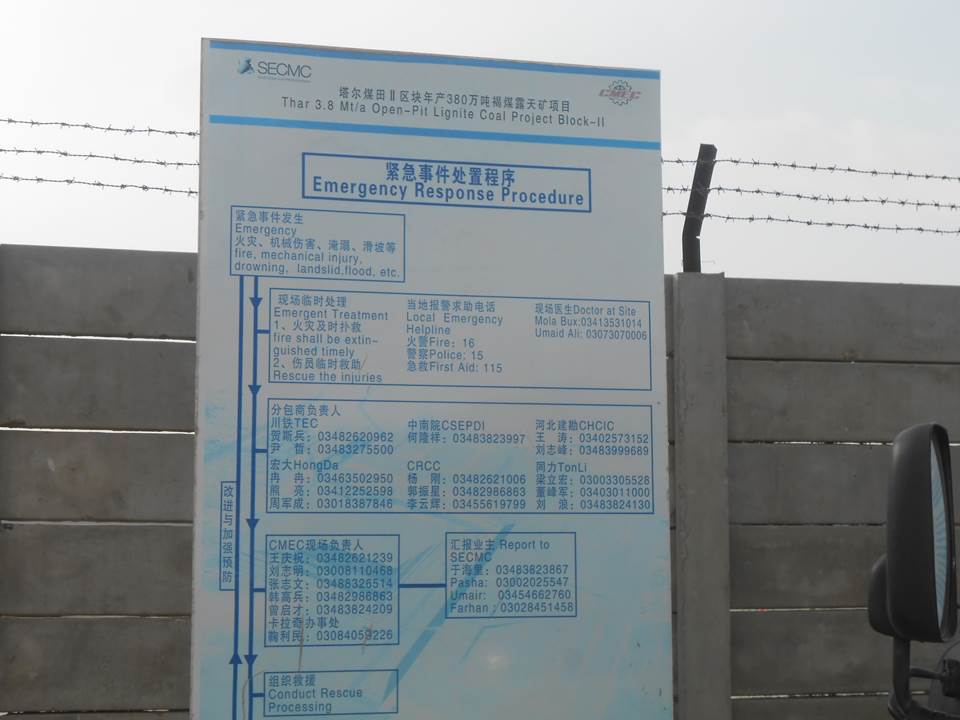 SECMC
CMEC
塔尔煤田Ⅱ区块年产380万吨褐煤露天矿项目
Thar 3.8 Mt/a Open-Pit Lignite Coal Project Block-II
紧急事件处置程序
Emergency Response Procedure
紧急事件发生
Emergency
火灾、机械伤害、淹溺、滑坡等
fire, mechanical injury,
drowning, landslid,flood, etc.
现场临时处理
Emergent Treatment
1、火灾及时扑救
fire shall be extin-
guished timely
2、伤员临时救助
Rescue the injuries
当地报警求助电话
Local Emergency
Helpline
火警Fire: 16
警察Police: 15
急救First Aid: 115
现场医生Doctor at Site
Mola Bux:03413531014
Umaid Ali: 03073070006
分包商负责人
川铁TEC
贺斯兵: 03482620962
尹 哲: 03483275500
中南院CSEPDI
何隆祥: 03483823997
河北建勘CHCIC
王 涛: 03402573152
刘志峰: 03483999689
宏大HongDa
冉 冉: 03463502950
熊 亮: 03412252598
周军成: 03018387846
CRCC
杨 刚: 03482621006
郭振星: 03482986863
李云辉: 03455619799
同力TonLi
梁立宏: 03003305528
董峰军: 03403011000
刘 浪: 03483824130
改进与加强预防
CMEC现场负责人
王庆祝: 03482621239
刘志明: 03008110468
张志文: 03488326514
韩高兵: 03482986863
曾启才: 03483824209
卡拉奇办事处
鞠利民: 03084059226
汇报业主 Report to
SECMC
于海里: 03483823867
Pasha: 03002025547
Umair: 03454662760
Farhan : 03028451458
组织救援
Conduct Rescue
Processing